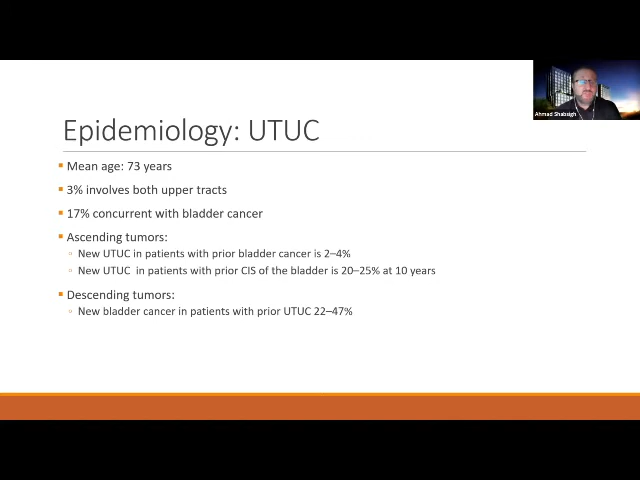 Ahmad Shabsigh
Epidemiology: UTUC
Mean age: 73 years
3% involves both upper tracts
17% concurrent with bladder cancer
Ascending tumors:
New UTUC in patients with prior bladder cancer is 2–4%
New UTUC in patients with prior CIS of the bladder is 20–25% at 10 years
Descending tumors:
New bladder cancer in patients with prior UTUC 22–47%